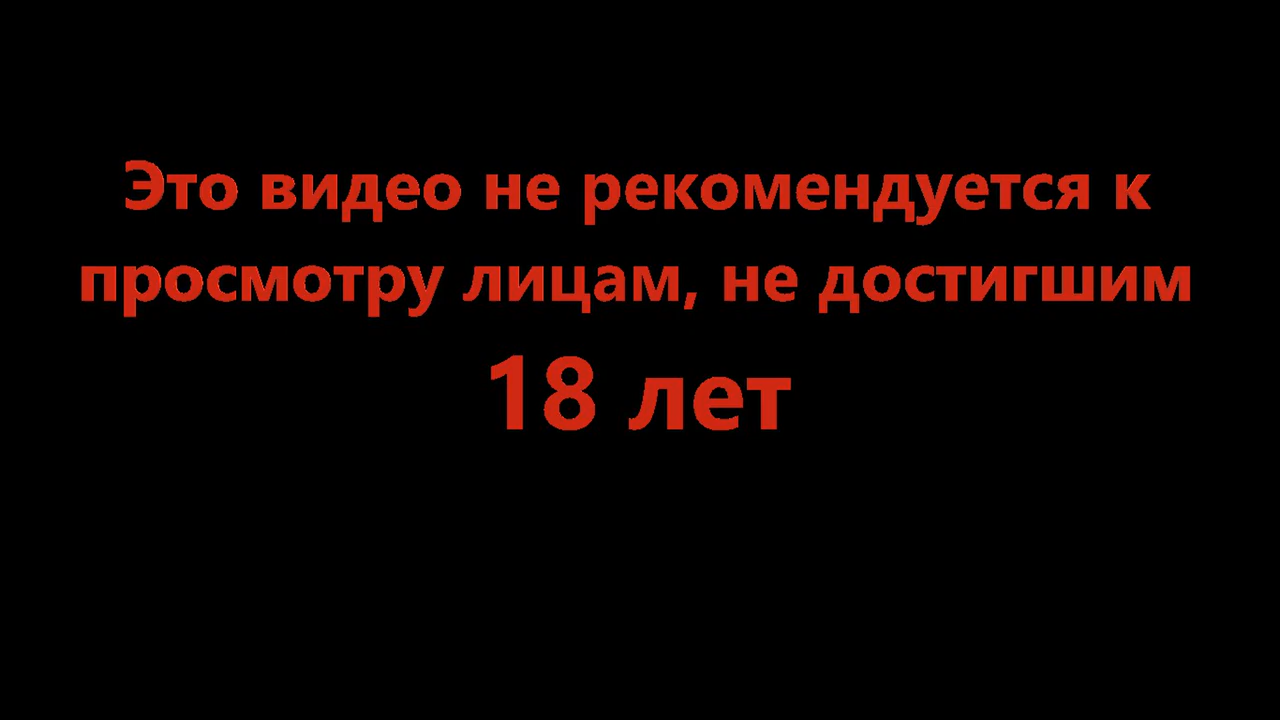 Это видео не рекомендуется к
просмотру лицам, не достигшим
18 лет